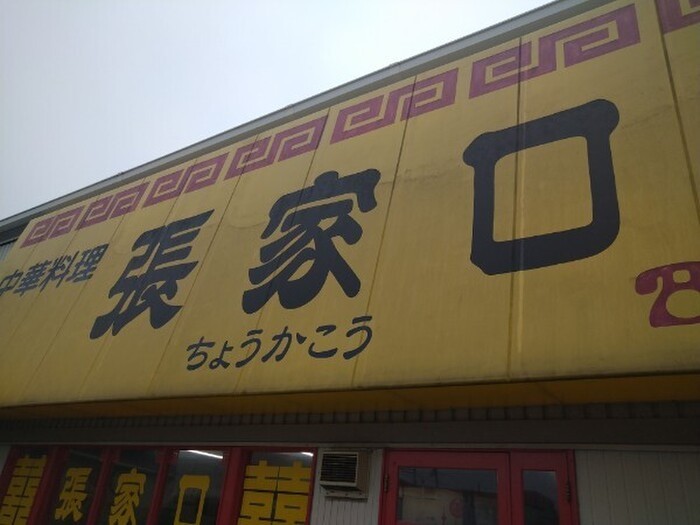 中華料理 張家口
ちょうかこう
囍 張家口 囍